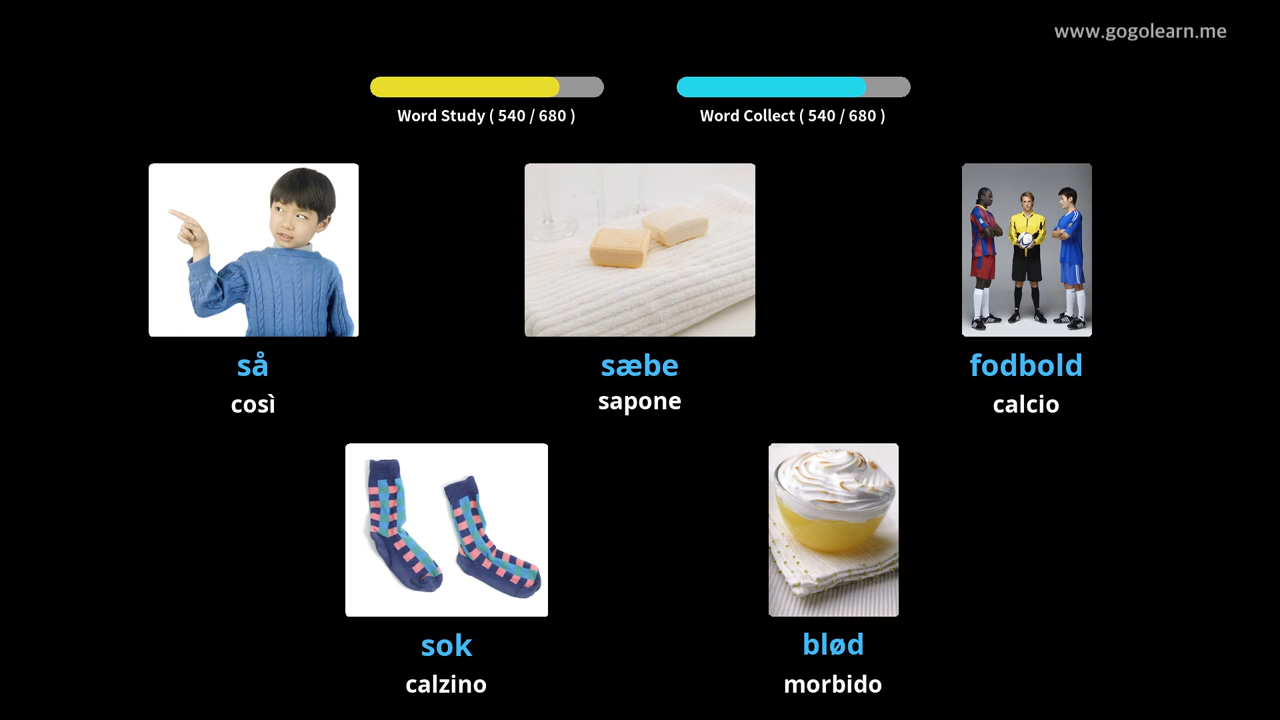 www.gogolearn.me
Word Study ( 540 / 680 )
Word Collect ( 540 / 680 )
så
sæbe
fodbold
così
sapone
calcio
sok
blød
calzino
morbido